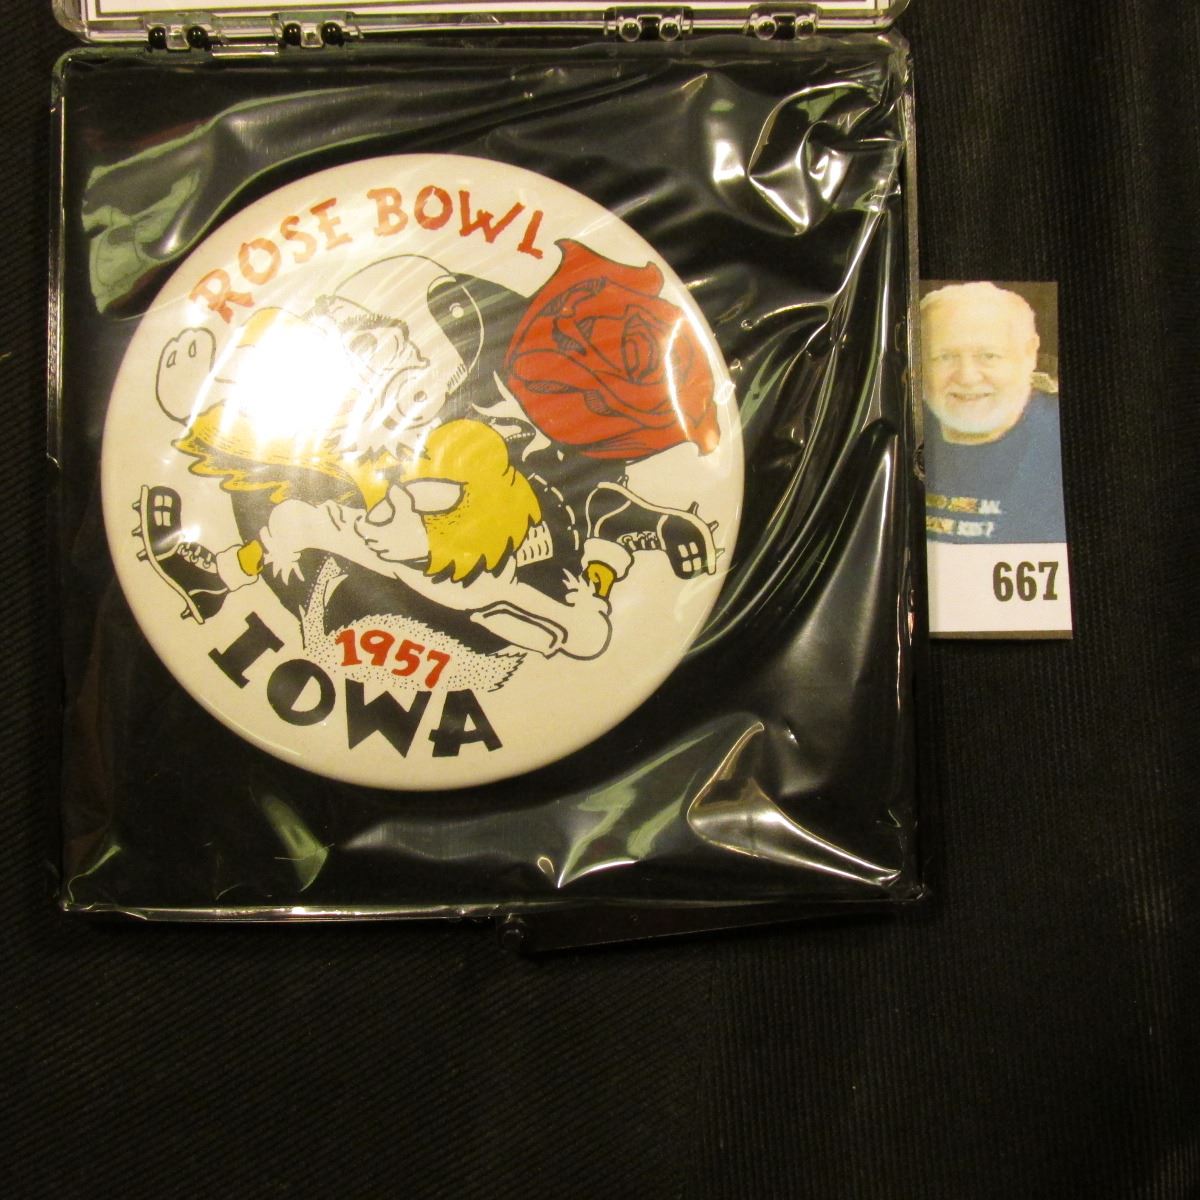 ROSE BOWL
1957
IOWA
667